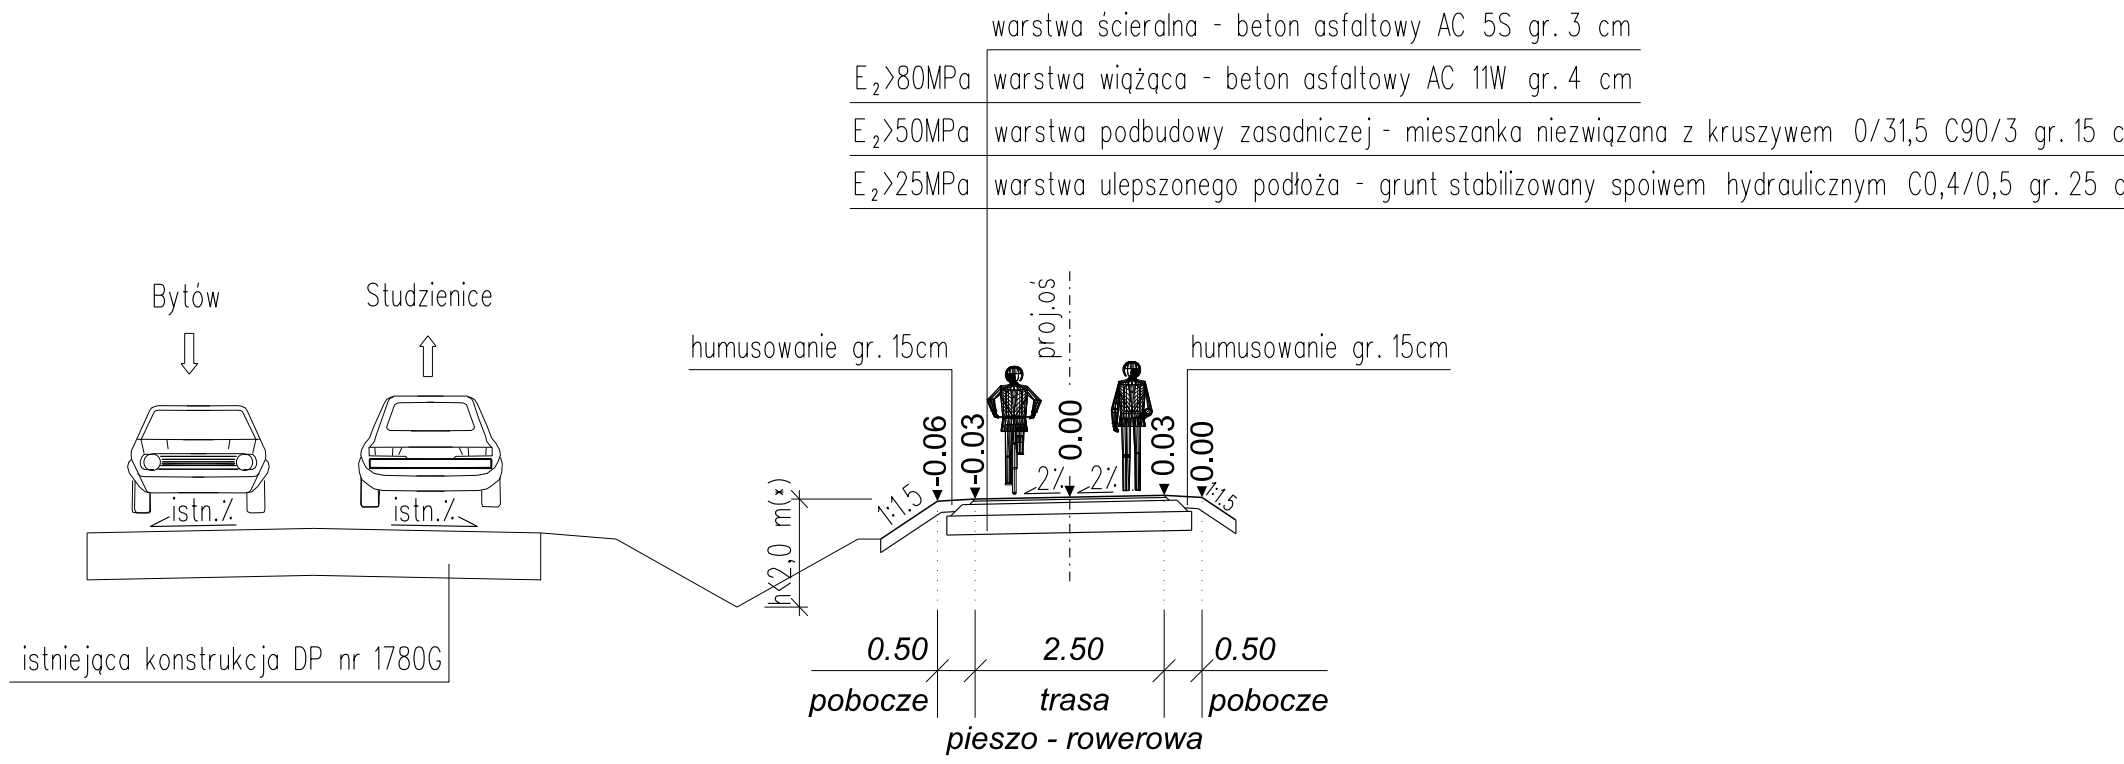 warstwa ścieralna - beton asfaltowy AC 5S gr. 3 cm
E₂>80MPa warstwa wiążąca - beton asfaltowy AC 11W gr. 4 cm
E₂>50MPa warstwa podbudowy zasadniczej - mieszanka niezwiązana z kruszywem 0/31,5 C90/3 gr. 15 c
E₂>25MPa warstwa ulepszonego podłoża - grunt stabilizowany spoiwem hydraulicznym C0,4/0,5 gr. 25 c
Bytów
Studzienice
proj.oś
humusowanie gr. 15cm
humusowanie gr. 15cm
-0.06
-0.03
0.00
0.03
0.00
istn.%
istn.%
1:1.5
2%
2%
1:1.5
h<2,0 m(*)
istniejąca konstrukcja DP nr 1780G
0.50
2.50
0.50
pobocze
trasa
pobocze
pieszo - rowerowa